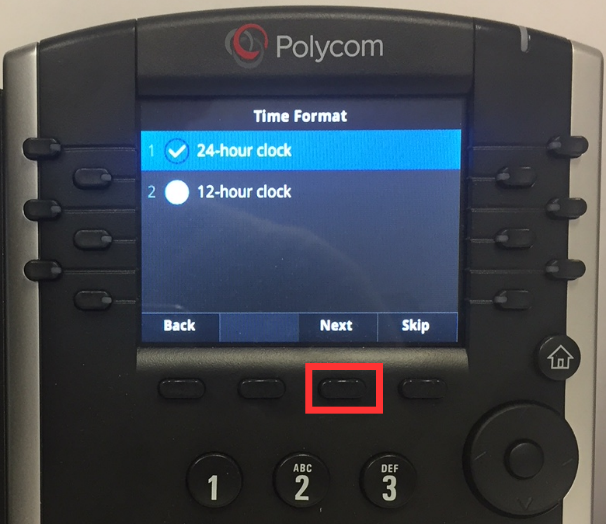 Polycom
Time Format
1 24-hour clock
2 12-hour clock
Back Next Skip
1 ABC 2 DEF 3